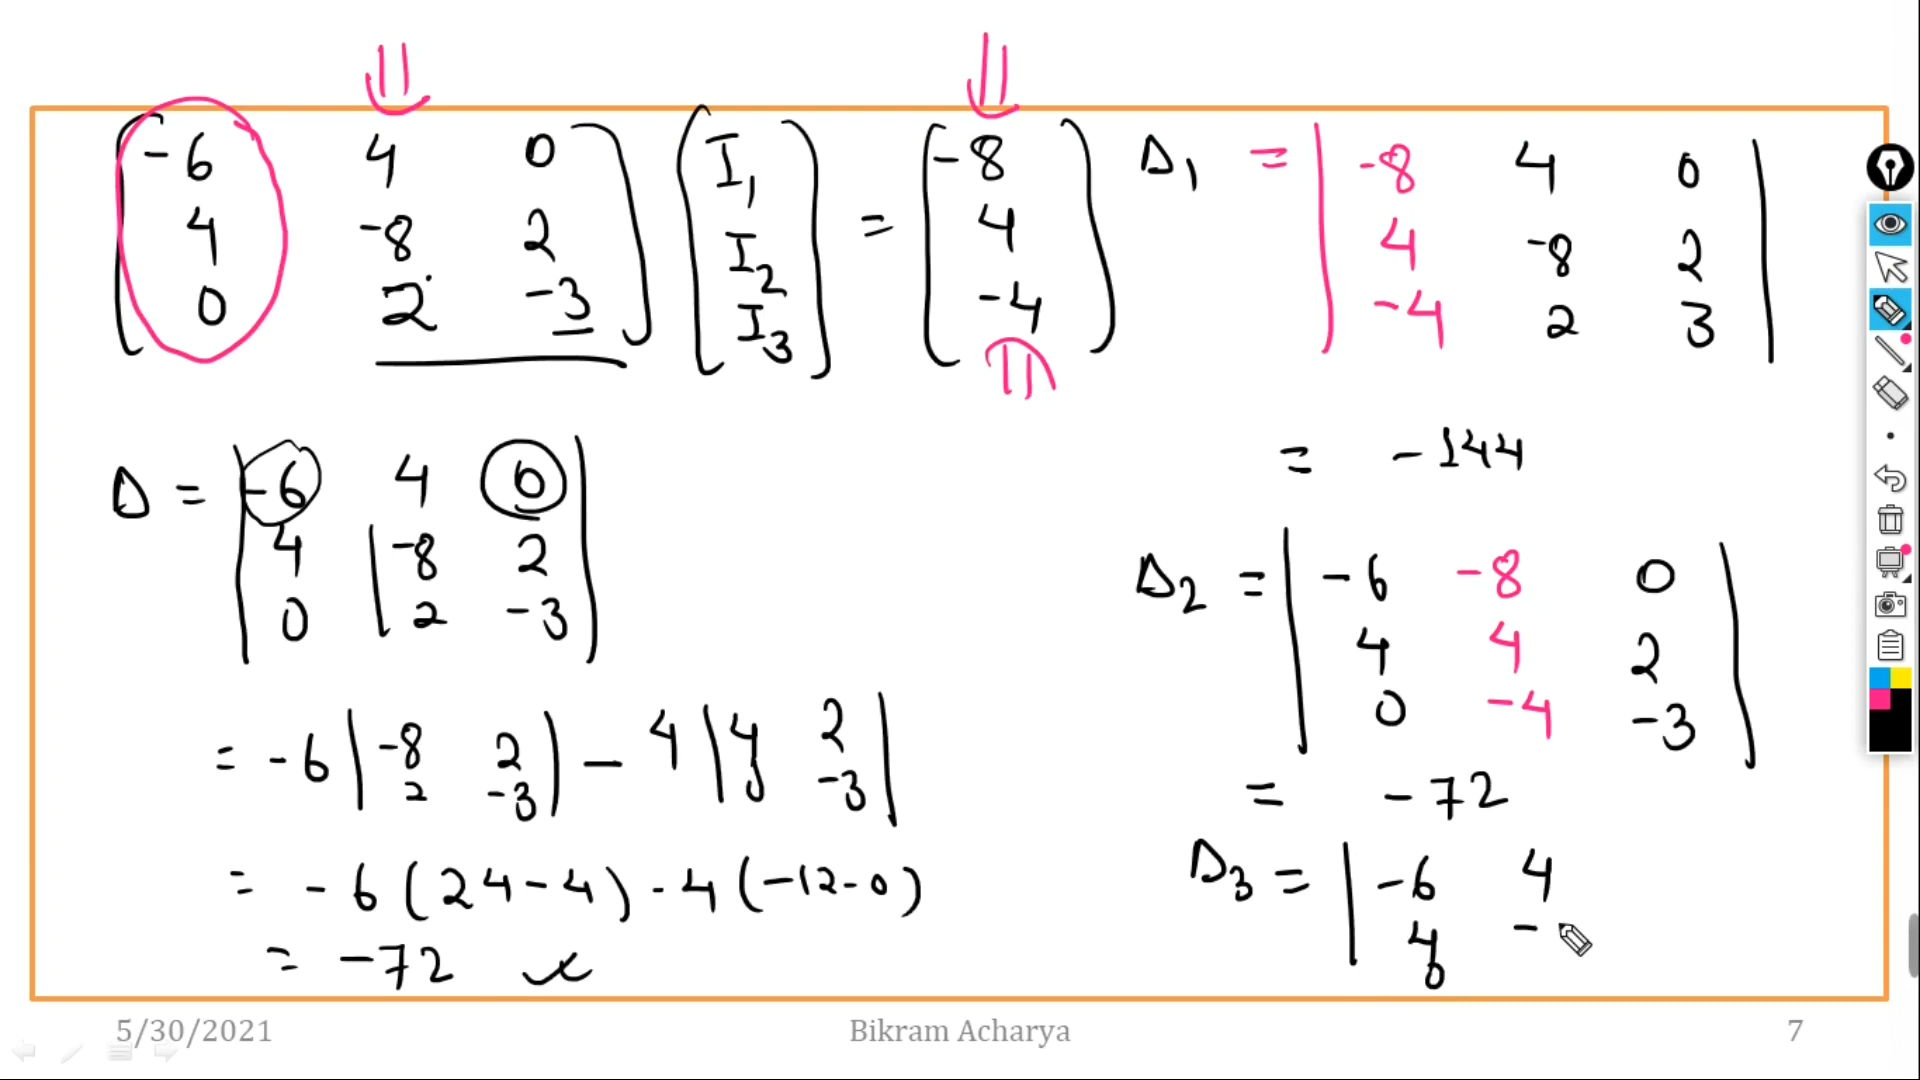 -6 4 0 I1 -8
4 -8 2 I2 = 4
0 2 -3 I3 -4
Δ = -6 4 0
4 -8 2
0 2 -3
= -6 | -8 2 | - 4 | 4 2 |
2 -3 0 -3
= -6 (24-4) -4 (-12-0)
= -72
Δ1 = -8 4 0
4 -8 2
-4 2 3
= -144
Δ2 = -6 -8 0
4 4 2
0 -4 -3
= -72
Δ3 = | -6 4
4 -
0
5/30/2021 Bikram Acharya 7